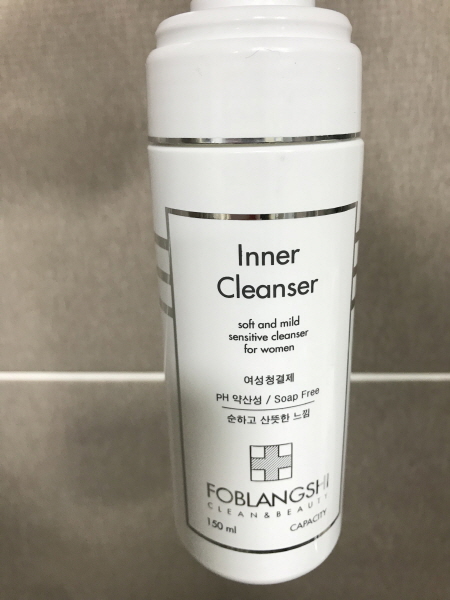 Inner
Cleanser
soft and mild
sensitive cleanser
for women
여성청결제
PH 약산성 / Soap Free
순하고 산뜻한 느낌
FOBLANGSHI
CLEAN & BEAUTY
150 ml CAPACITY